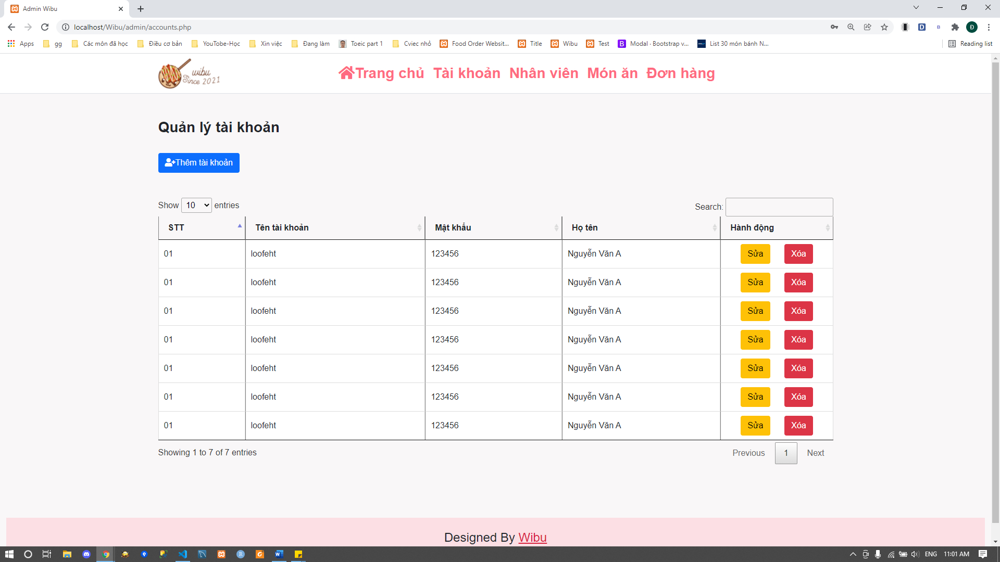 Admin Wibu
localhost/Wibu/admin/accounts.php
Apps gg Các môn đã học Điều cơ bản YouTobe-Học Xin việc Đang làm Toeic part 1 Cviec nhỏ Food Order Websit... Title Wibu Test Modal · Bootstrap v... List 30 món bánh N... Reading list
wibu
Since 2021
Trang chủ Tài khoản Nhân viên Món ăn Đơn hàng
Quản lý tài khoản
Thêm tài khoản
Show 10 entries Search:
STT Tên tài khoản Mật khẩu Họ tên Hành động
01 loofeht 123456 Nguyễn Văn A Sửa Xóa
01 loofeht 123456 Nguyễn Văn A Sửa Xóa
01 loofeht 123456 Nguyễn Văn A Sửa Xóa
01 loofeht 123456 Nguyễn Văn A Sửa Xóa
01 loofeht 123456 Nguyễn Văn A Sửa Xóa
01 loofeht 123456 Nguyễn Văn A Sửa Xóa
01 loofeht 123456 Nguyễn Văn A Sửa Xóa
Showing 1 to 7 of 7 entries Previous 1 Next
Designed By Wibu
ENG 11:01 AM